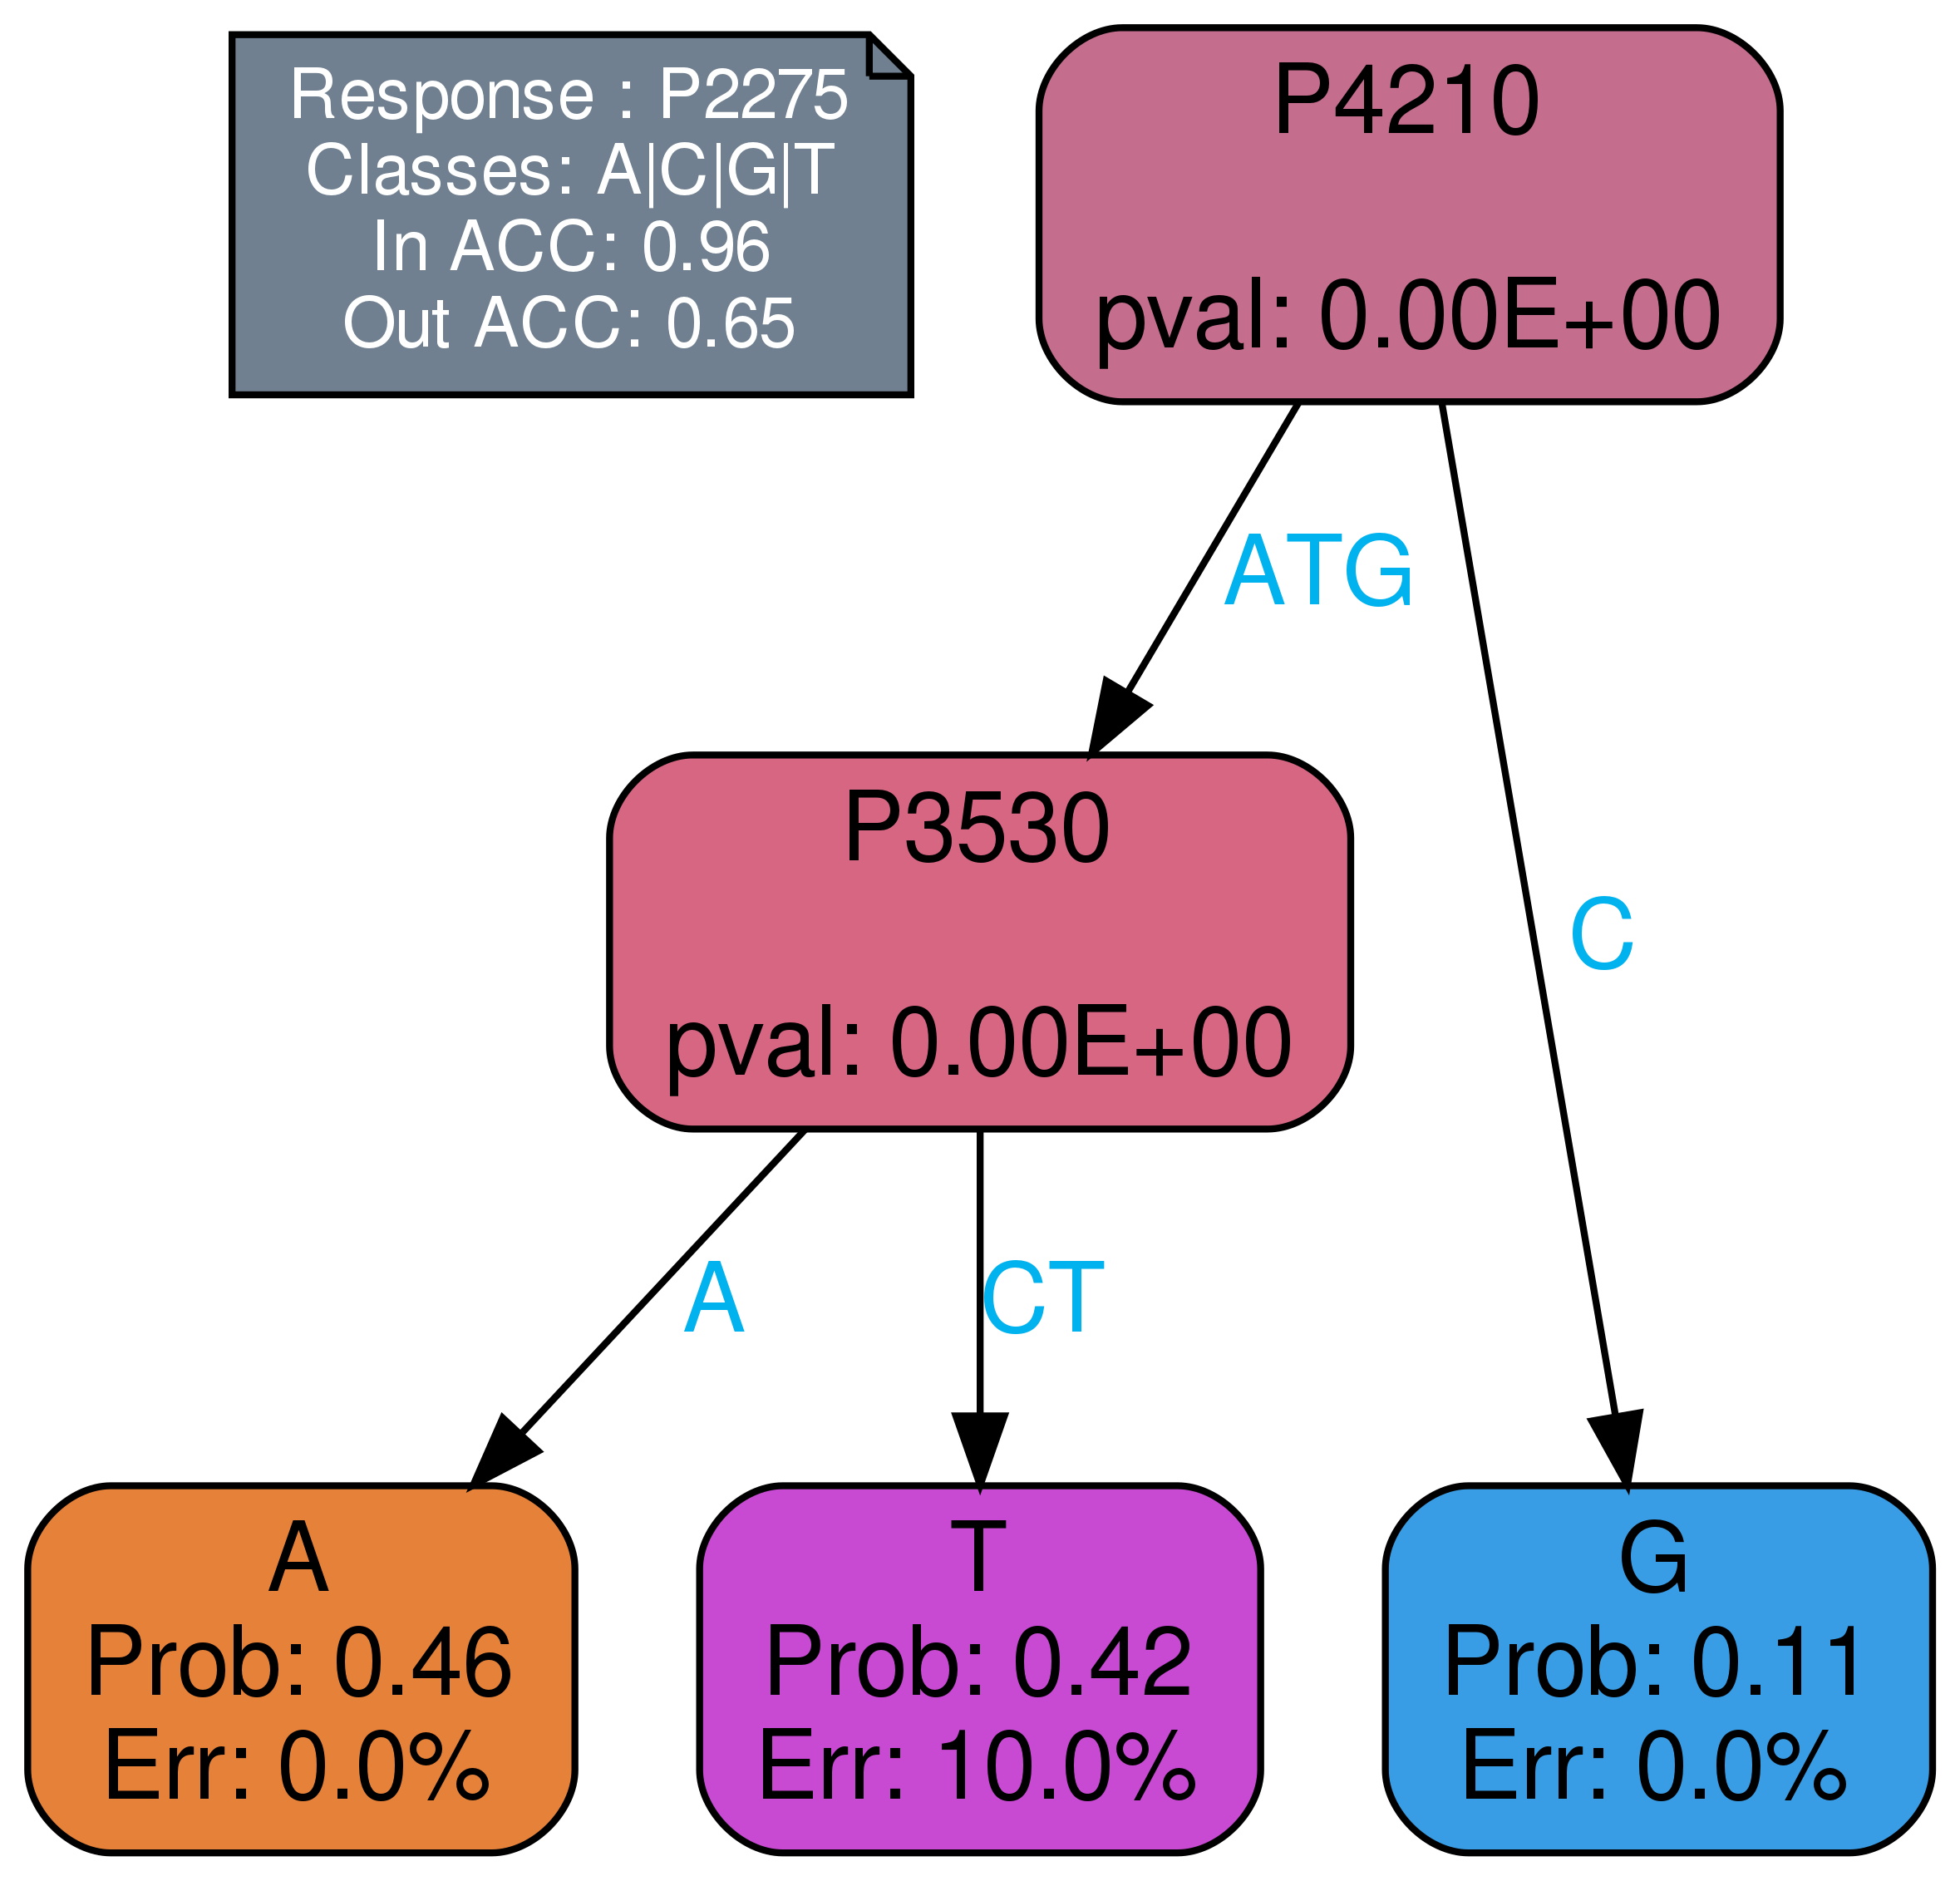 Response : P2275
Classes: A|C|G|T
In ACC: 0.96
Out ACC: 0.65
P4210
pval: 0.00E+00
ATG
P3530
pval: 0.00E+00
C
A
CT
A
Prob: 0.46
Err: 0.0%
T
Prob: 0.42
Err: 10.0%
G
Prob: 0.11
Err: 0.0%